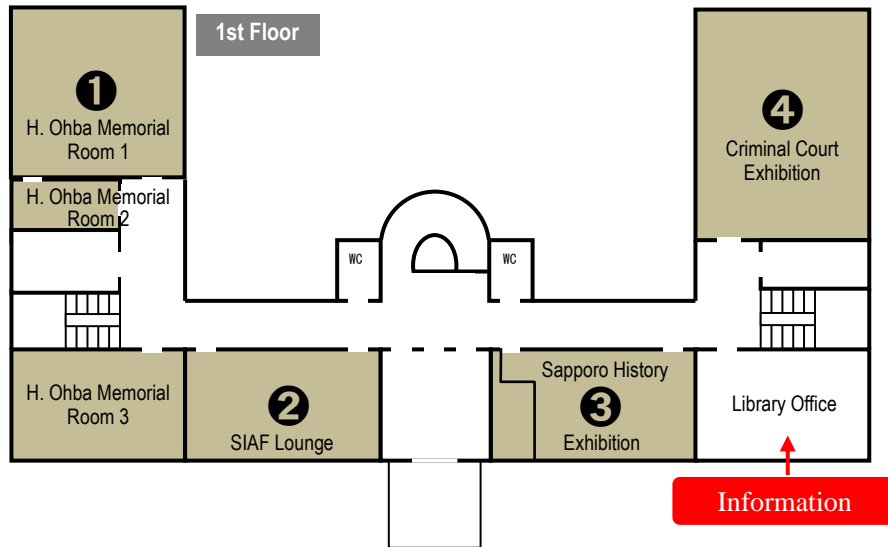 1st Floor
❶
H. Ohba Memorial
Room 1
H. Ohba Memorial
Room 2
❹
Criminal Court
Exhibition
WC
WC
H. Ohba Memorial
Room 3
❷
SIAF Lounge
Sapporo History
❸
Exhibition
Library Office
Information